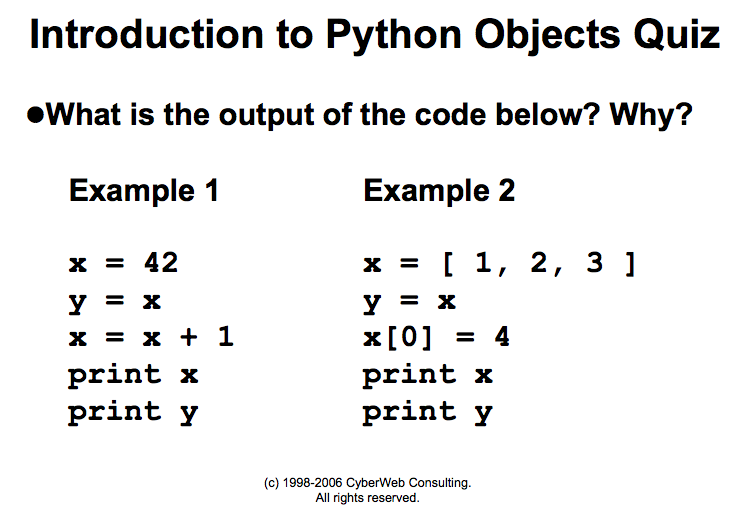 Introduction to Python Objects Quiz
●What is the output of the code below? Why?
Example 1
x = 42
y = x
x = x + 1
print x
print y
Example 2
x = [ 1, 2, 3 ]
y = x
x[0] = 4
print x
print y
(c) 1998-2006 CyberWeb Consulting.
All rights reserved.